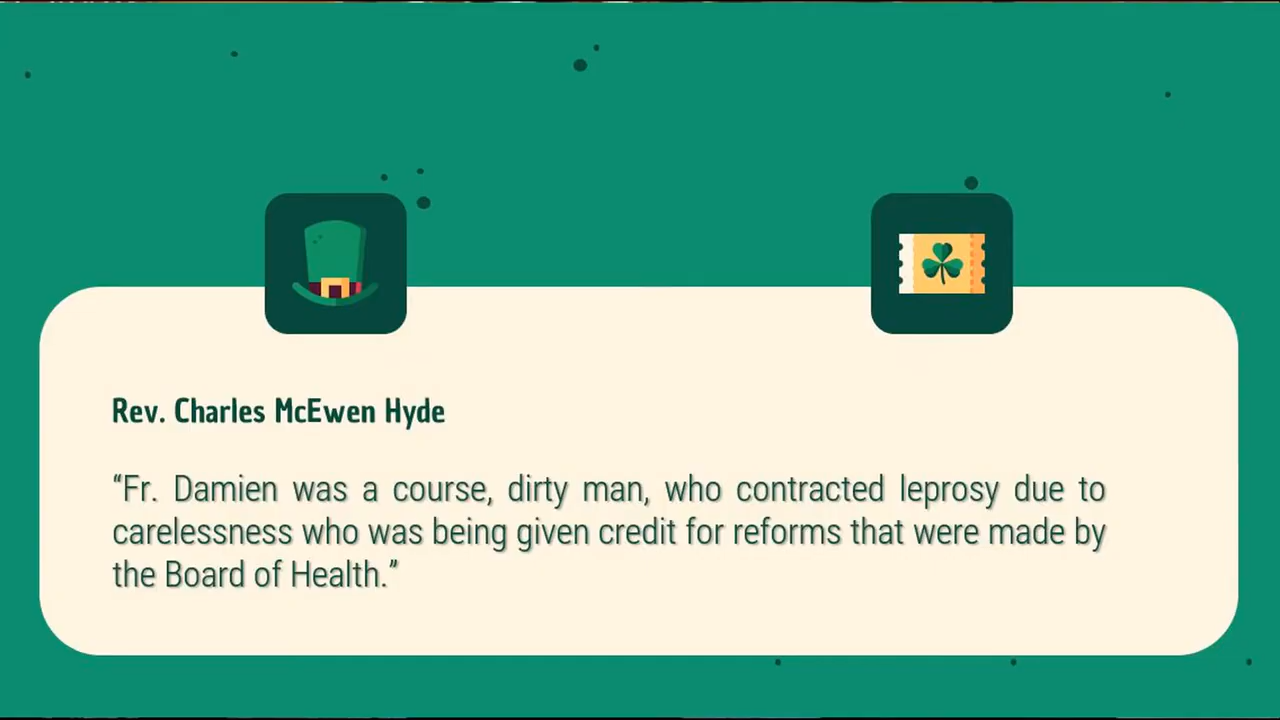 Rev. Charles McEwen Hyde
“Fr. Damien was a course, dirty man, who contracted leprosy due to
carelessness who was being given credit for reforms that were made by
the Board of Health.”